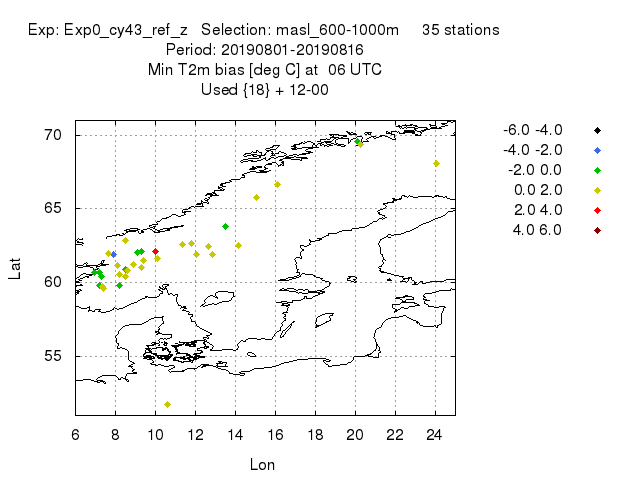 Exp: Exp0_cy43_ref_z   Selection: masl_600-1000m     35 stations
Period: 20190801-20190816
Min T2m bias [deg C] at  06 UTC
Used {18} + 12-00
70
65
60
55
Lat
6 8 10 12 14 16 18 20 22 24
Lon
-6.0 -4.0
-4.0 -2.0
-2.0 0.0
0.0 2.0
2.0 4.0
4.0 6.0